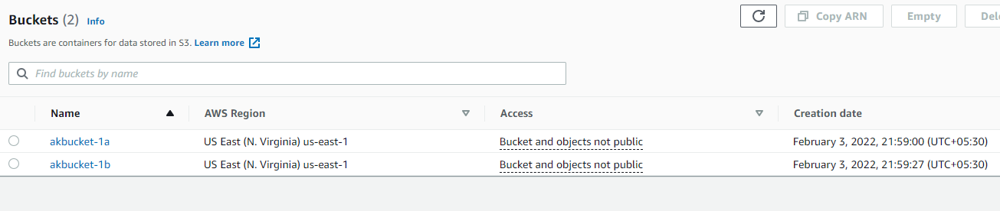 Buckets (2) Info
Copy ARN
Empty
Buckets are containers for data stored in S3. Learn more
Find buckets by name
Name AWS Region Access Creation date
akbucket-1a US East (N. Virginia) us-east-1 Bucket and objects not public February 3, 2022, 21:59:00 (UTC+05:30)
akbucket-1b US East (N. Virginia) us-east-1 Bucket and objects not public February 3, 2022, 21:59:27 (UTC+05:30)